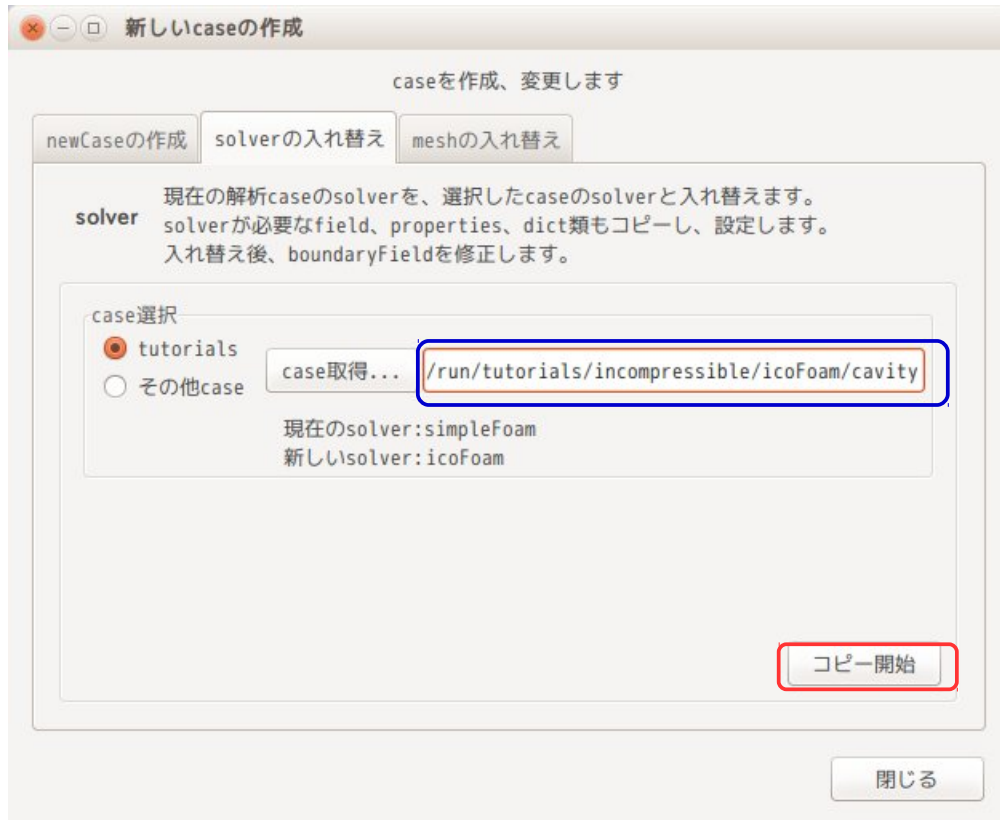 新しいcaseの作成
caseを作成、変更します
newCaseの作成
solverの入れ替え
meshの入れ替え
solver
現在の解析caseのsolverを、選択したcaseのsolverと入れ替えます。
solverが必要なfield、properties、dict類もコピーし、設定します。
入れ替え後、boundaryFieldを修正します。
case選択
tutorials
その他case
case取得...
/run/tutorials/incompressible/icoFoam/cavity
現在のsolver:simpleFoam
新しいsolver:icoFoam
コピー開始
閉じる